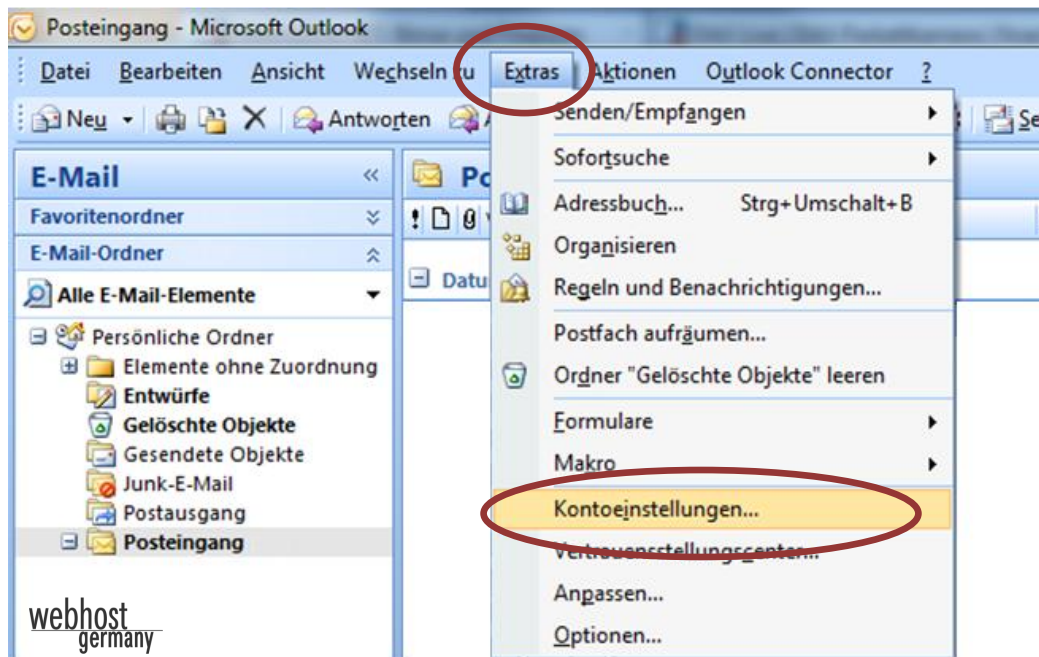 Posteingang - Microsoft Outlook
Datei Bearbeiten Ansicht Wechseln zu Extras Aktionen Outlook Connector ?
Neu Antworten
E-Mail
Favoritenordner
E-Mail-Ordner
Alle E-Mail-Elemente
Persönliche Ordner
Elemente ohne Zuordnung
Entwürfe
Gelöschte Objekte
Gesendete Objekte
Junk-E-Mail
Postausgang
Posteingang
Senden/Empfangen
Sofortsuche
Adressbuch... Strg+Umschalt+B
Organisieren
Regeln und Benachrichtigungen...
Postfach aufräumen...
Ordner "Gelöschte Objekte" leeren
Formulare
Makro
Kontoeinstellungen...
Vertrauensstellungscenter...
Anpassen...
Optionen...
webhost
germany